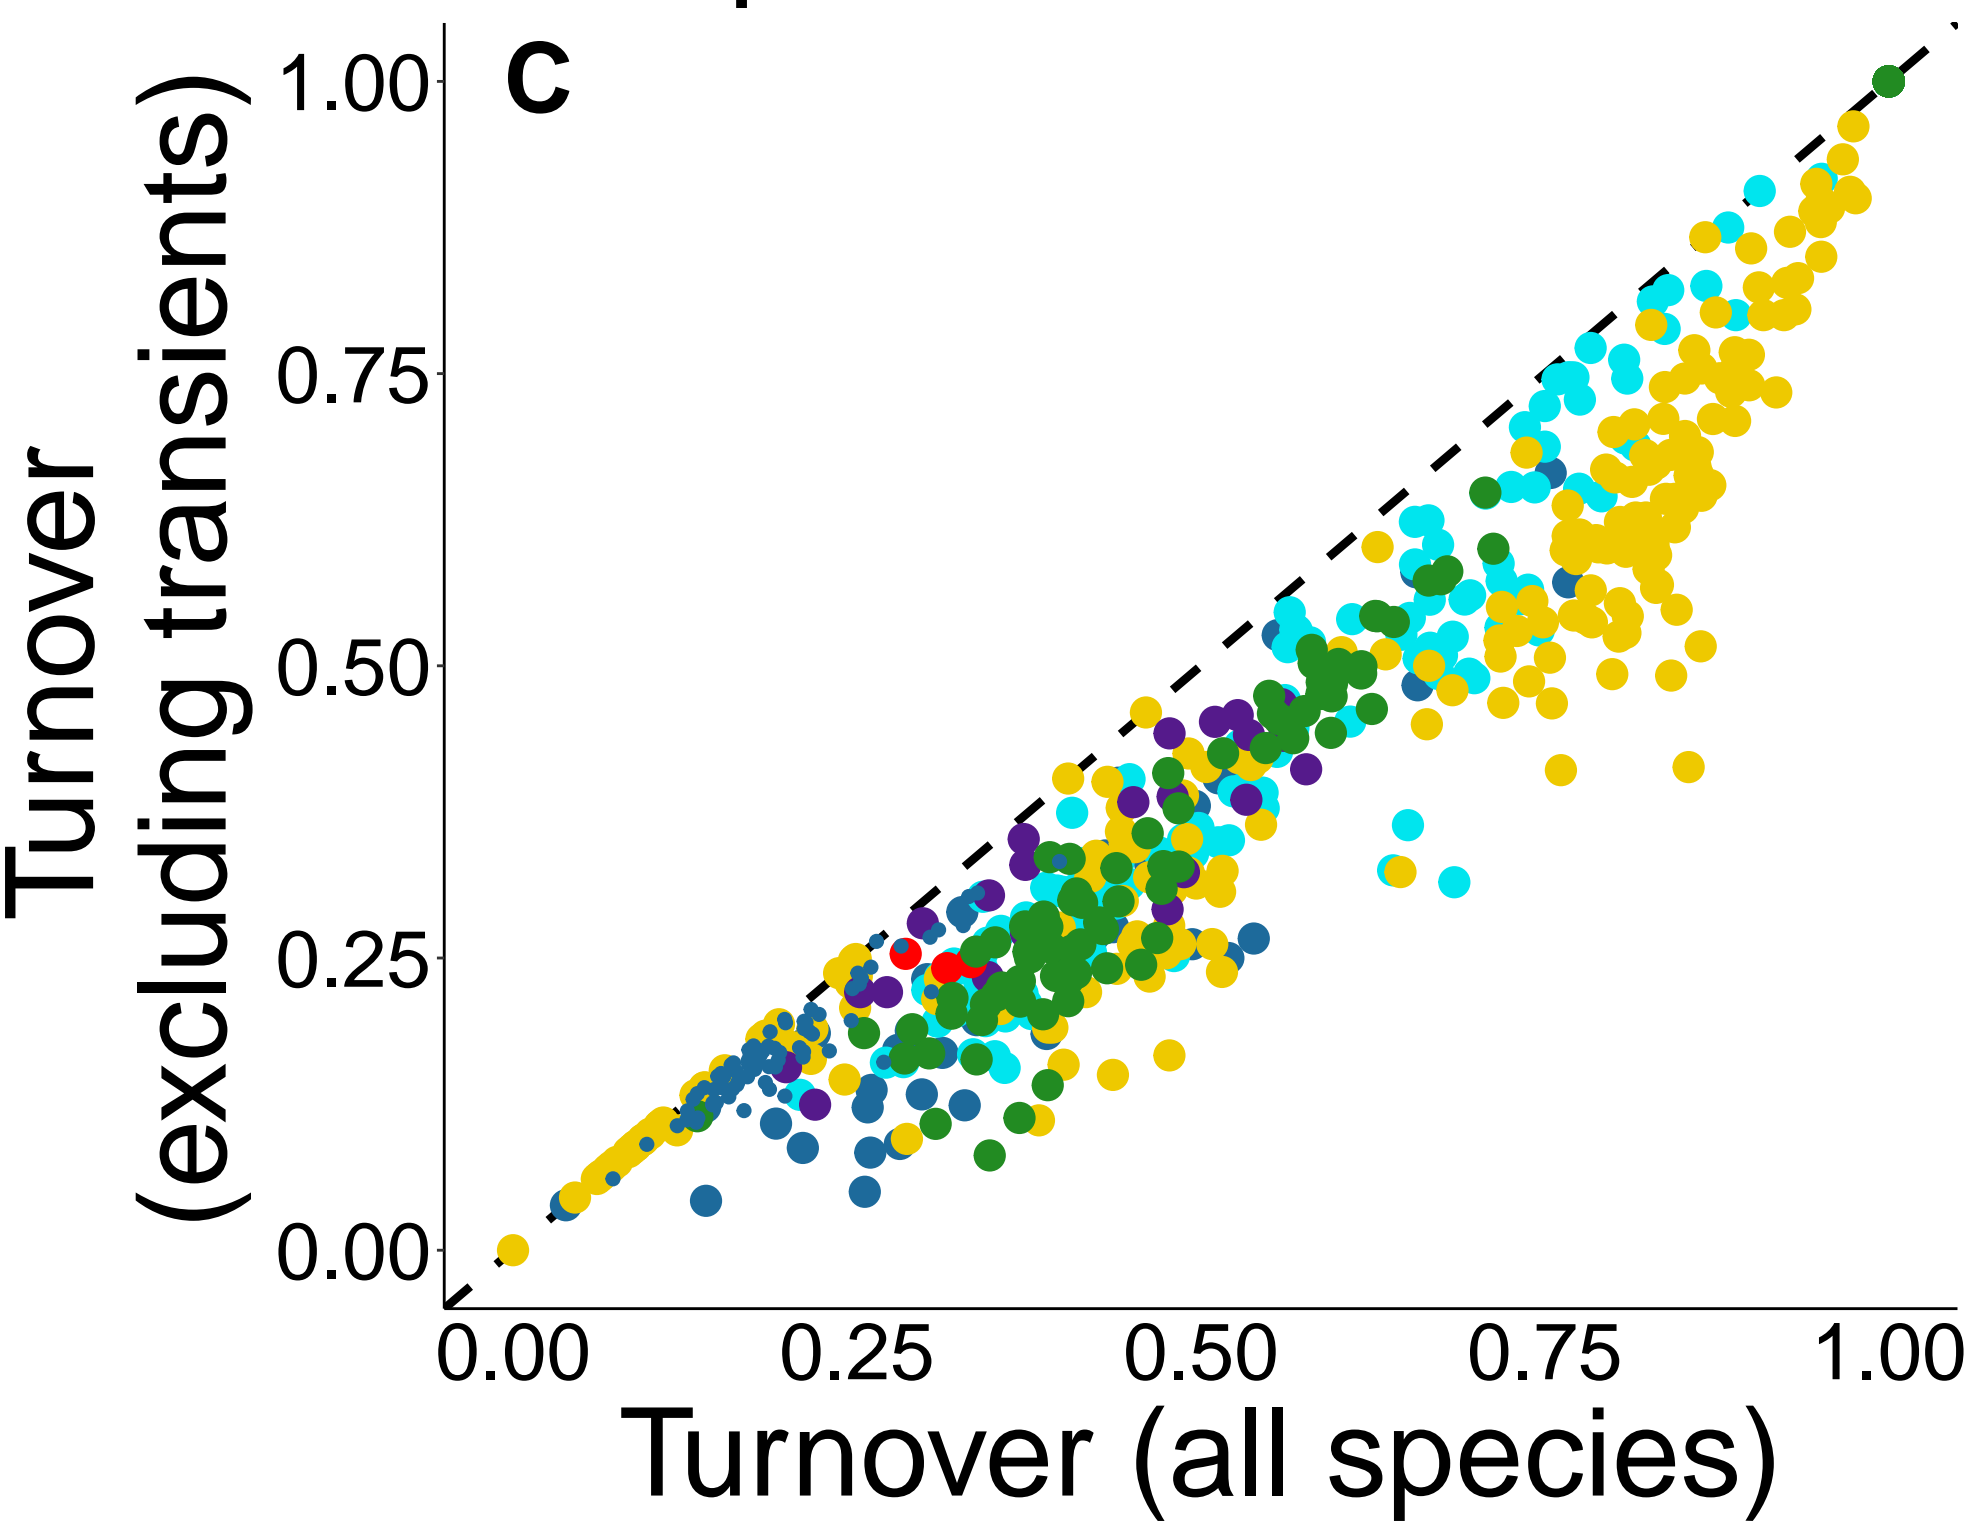 C
Turnover
(excluding transients)
1.00
0.75
0.50
0.25
0.00
0.00 0.25 0.50 0.75 1.00
Turnover (all species)